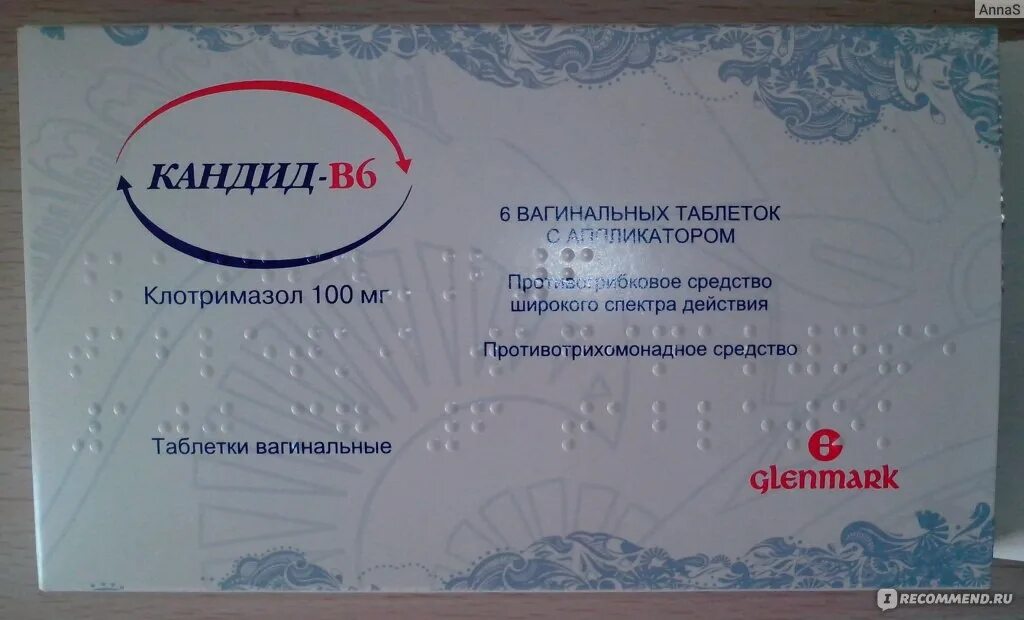 AnnaS
КАНДИД-В6
Клотримазол 100 мг
Таблетки вагинальные
6 ВАГИНАЛЬНЫХ ТАБЛЕТОК
С АППЛИКАТОРОМ
Противогрибковое средство
широкого спектра действия
Противотрихомонадное средство
GLENMARK
IRECOMMEND.RU